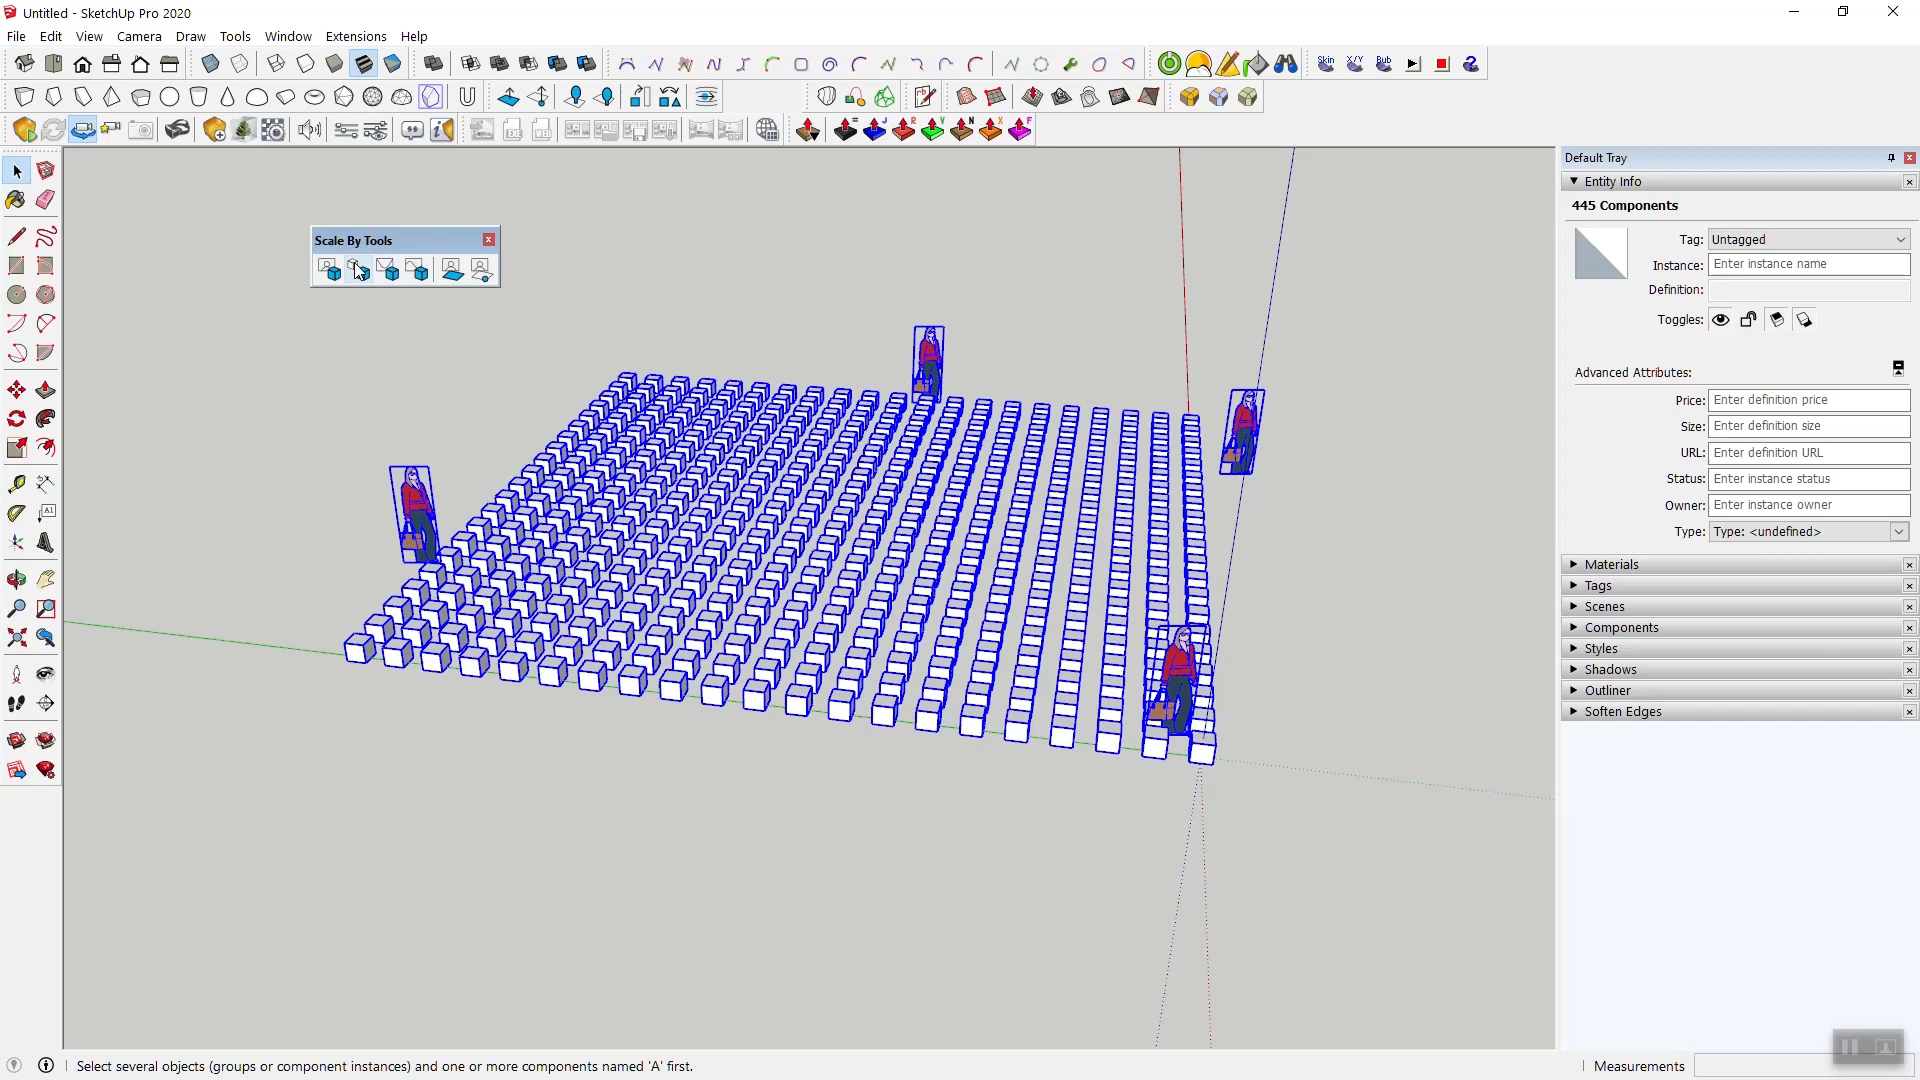 Untitled - SketchUp Pro 2020
File Edit View Camera Draw Tools Window Extensions Help
Skin X/Y Bub
= J R V N X F
Default Tray
Entity Info
445 Components
Scale By Tools
Tag: Untagged
Instance: Enter instance name
Definition:
Toggles:
Advanced Attributes:
Price: Enter definition price
Size: Enter definition size
URL: Enter definition URL
Status: Enter instance status
Owner: Enter instance owner
Type: Type: <undefined>
Materials
Tags
Scenes
Components
Styles
Shadows
Outliner
Soften Edges
Select several objects (groups or component instances) and one or more components named 'A' first.
Measurements